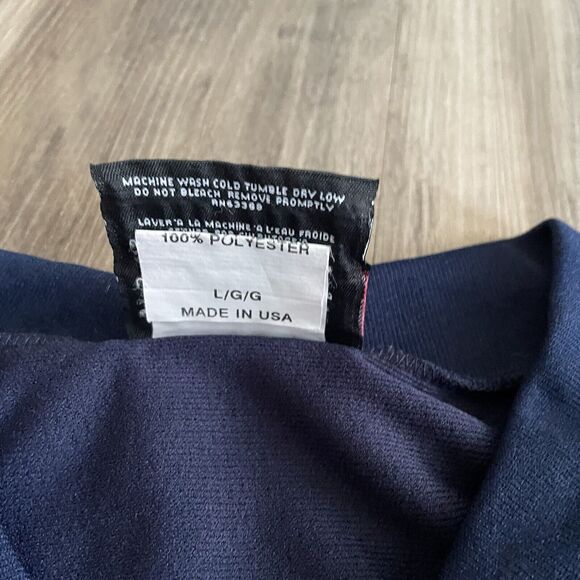 MACHINE WASH COLD TUMBLE DRY LOW
DO NOT BLEACH REMOVE PROMPTLY
RN63380
LAVER A LA MACHINE A L'EAU FROIDE
100% POLYESTER
L/G/G
MADE IN USA